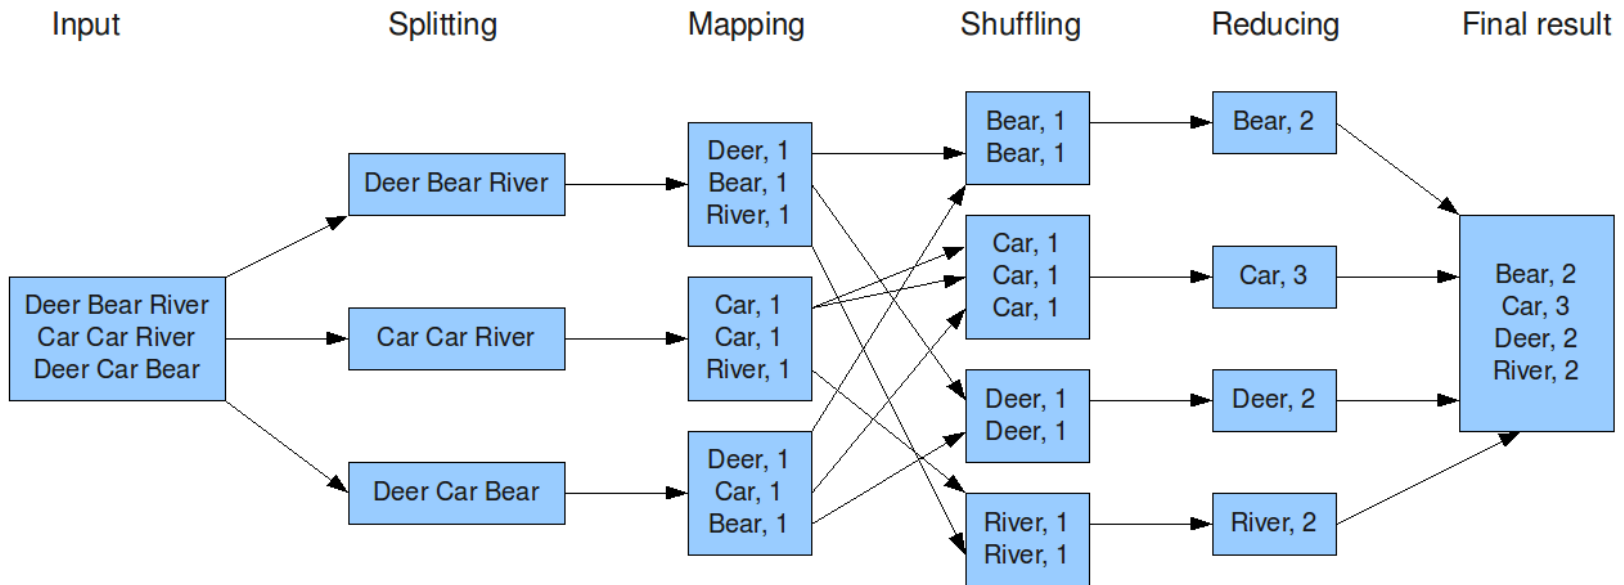 Input
Splitting
Mapping
Shuffling
Reducing
Final result
Deer Bear River
Car Car River
Deer Car Bear
Deer Bear River
Car Car River
Deer Car Bear
Deer, 1
Bear, 1
River, 1
Car, 1
Car, 1
River, 1
Deer, 1
Car, 1
Bear, 1
Bear, 1
Bear, 1
Car, 1
Car, 1
Car, 1
Deer, 1
Deer, 1
River, 1
River, 1
Bear, 2
Car, 3
Deer, 2
River, 2
Bear, 2
Car, 3
Deer, 2
River, 2